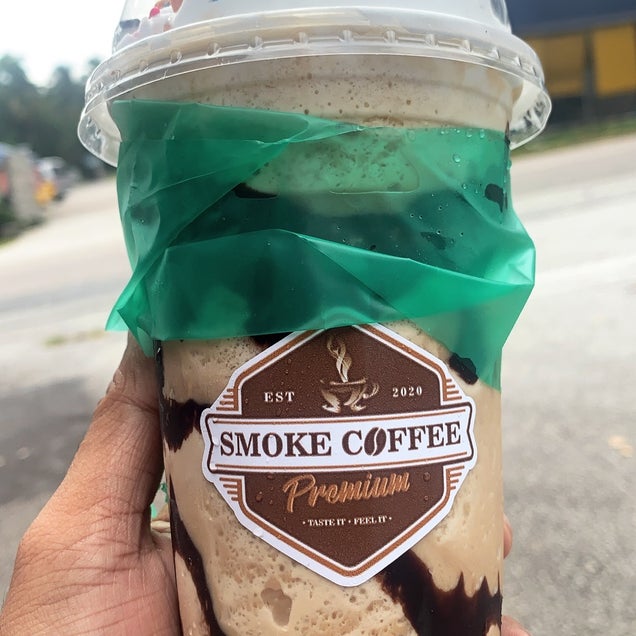 EST 2020
SMOKE COFFEE
Premium
• TASTE IT • FEEL IT •